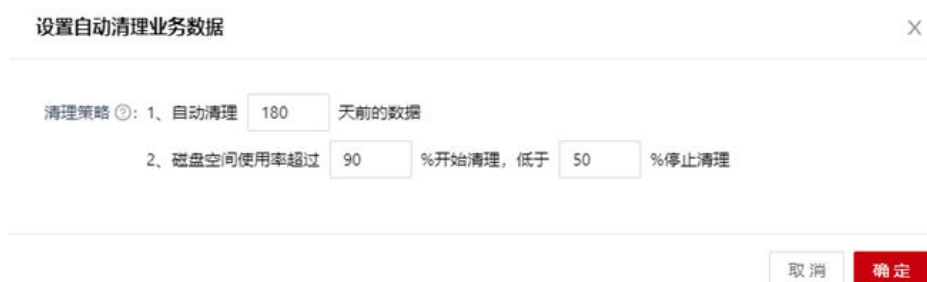 设置自动清理业务数据
清理策略 ?: 1、自动清理 180 天前的数据
2、磁盘空间使用率超过 90 %开始清理，低于 50 %停止清理
取消 确定